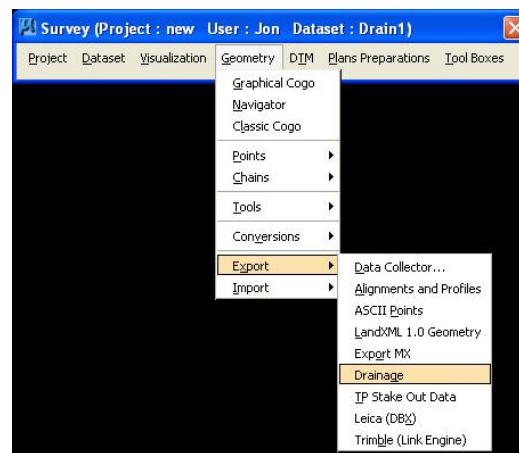 Survey (Project : new User : Jon Dataset : Drain1)
Project Dataset Visualization Geometry DTM Plans Preparations Tool Boxes
Graphical Cogo
Navigator
Classic Cogo
Points
Chains
Tools
Conversions
Export
Import
Data Collector...
Alignments and Profiles
ASCII Points
LandXML 1.0 Geometry
Export MX
Drainage
TP Stake Out Data
Leica (DBX)
Trimble (Link Engine)